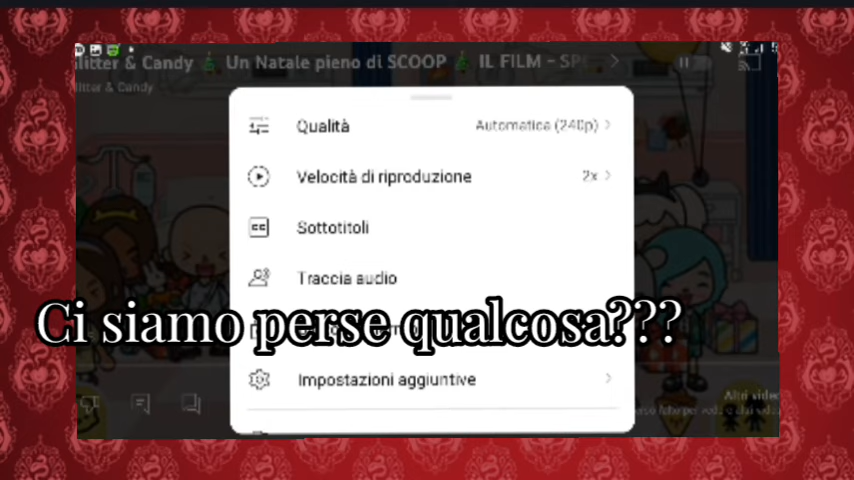 litter & Candy 🎄 Un Natale pieno di SCOOP 🎄 IL FILM - SP
litter & Candy
Qualità Automatica (240p)
Velocità di riproduzione 2x
CC Sottotitoli
Traccia audio
Ci siamo perse qualcosa???
Impostazioni aggiuntive
Altri video